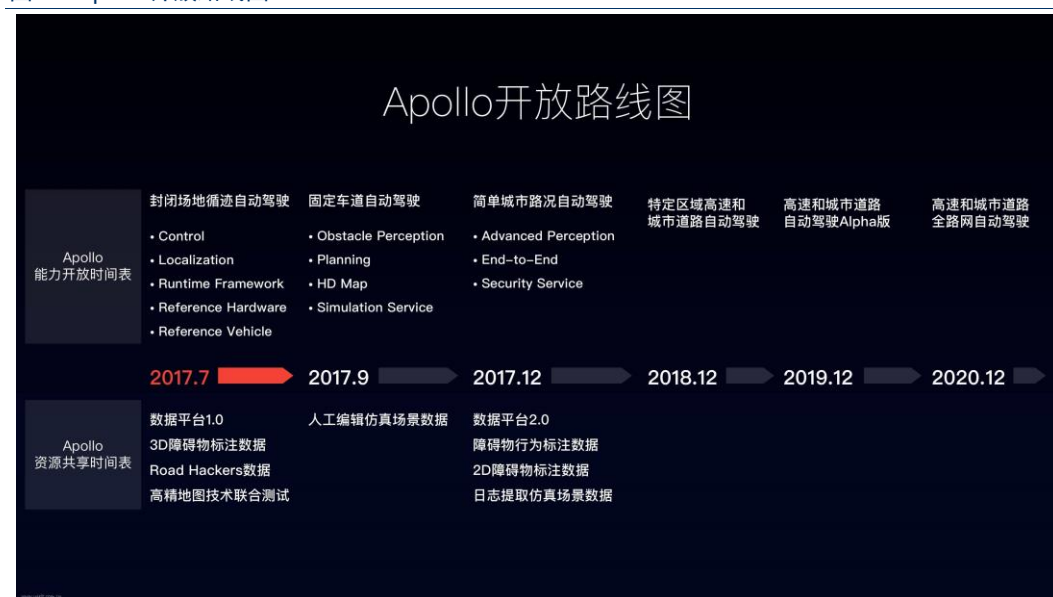 Apollo开放路线图
Apollo
能力开放时间表
封闭场地循迹自动驾驶
• Control
• Localization
• Runtime Framework
• Reference Hardware
• Reference Vehicle
固定车道自动驾驶
• Obstacle Perception
• Planning
• HD Map
• Simulation Service
简单城市路况自动驾驶
• Advanced Perception
• End-to-End
• Security Service
特定区域高速和
城市道路自动驾驶
高速和城市道路
自动驾驶Alpha版
高速和城市道路
全路网自动驾驶
2017.7
2017.9
2017.12
2018.12
2019.12
2020.12
Apollo
资源共享时间表
数据平台1.0
3D障碍物标注数据
Road Hackers数据
高精地图技术联合测试
人工编辑仿真场景数据
数据平台2.0
障碍物行为标注数据
2D障碍物标注数据
日志提取仿真场景数据